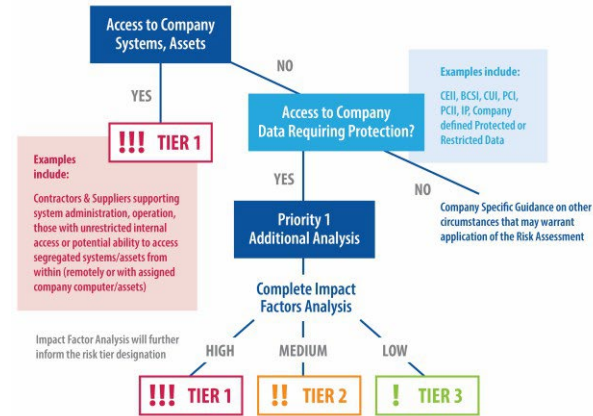 Access to Company
Systems, Assets
NO
YES
Examples include:
CEII, BCSI, CUI, PCI,
PCII, IP, Company
defined Protected or
Restricted Data
Access to Company
Data Requiring Protection?
!!! TIER 1
Examples
include:
Contractors & Suppliers supporting
system administration, operation,
those with unrestricted internal
access or potential ability to access
segregated systems/assets from
within (remotely or with assigned
company computer/assets)
YES
NO
Company Specific Guidance on other
circumstances that may warrant
application of the Risk Assessment
Priority 1
Additional Analysis
Complete Impact
Factors Analysis
Impact Factor Analysis will further
inform the risk tier designation
HIGH
MEDIUM
LOW
!!! TIER 1
!! TIER 2
! TIER 3